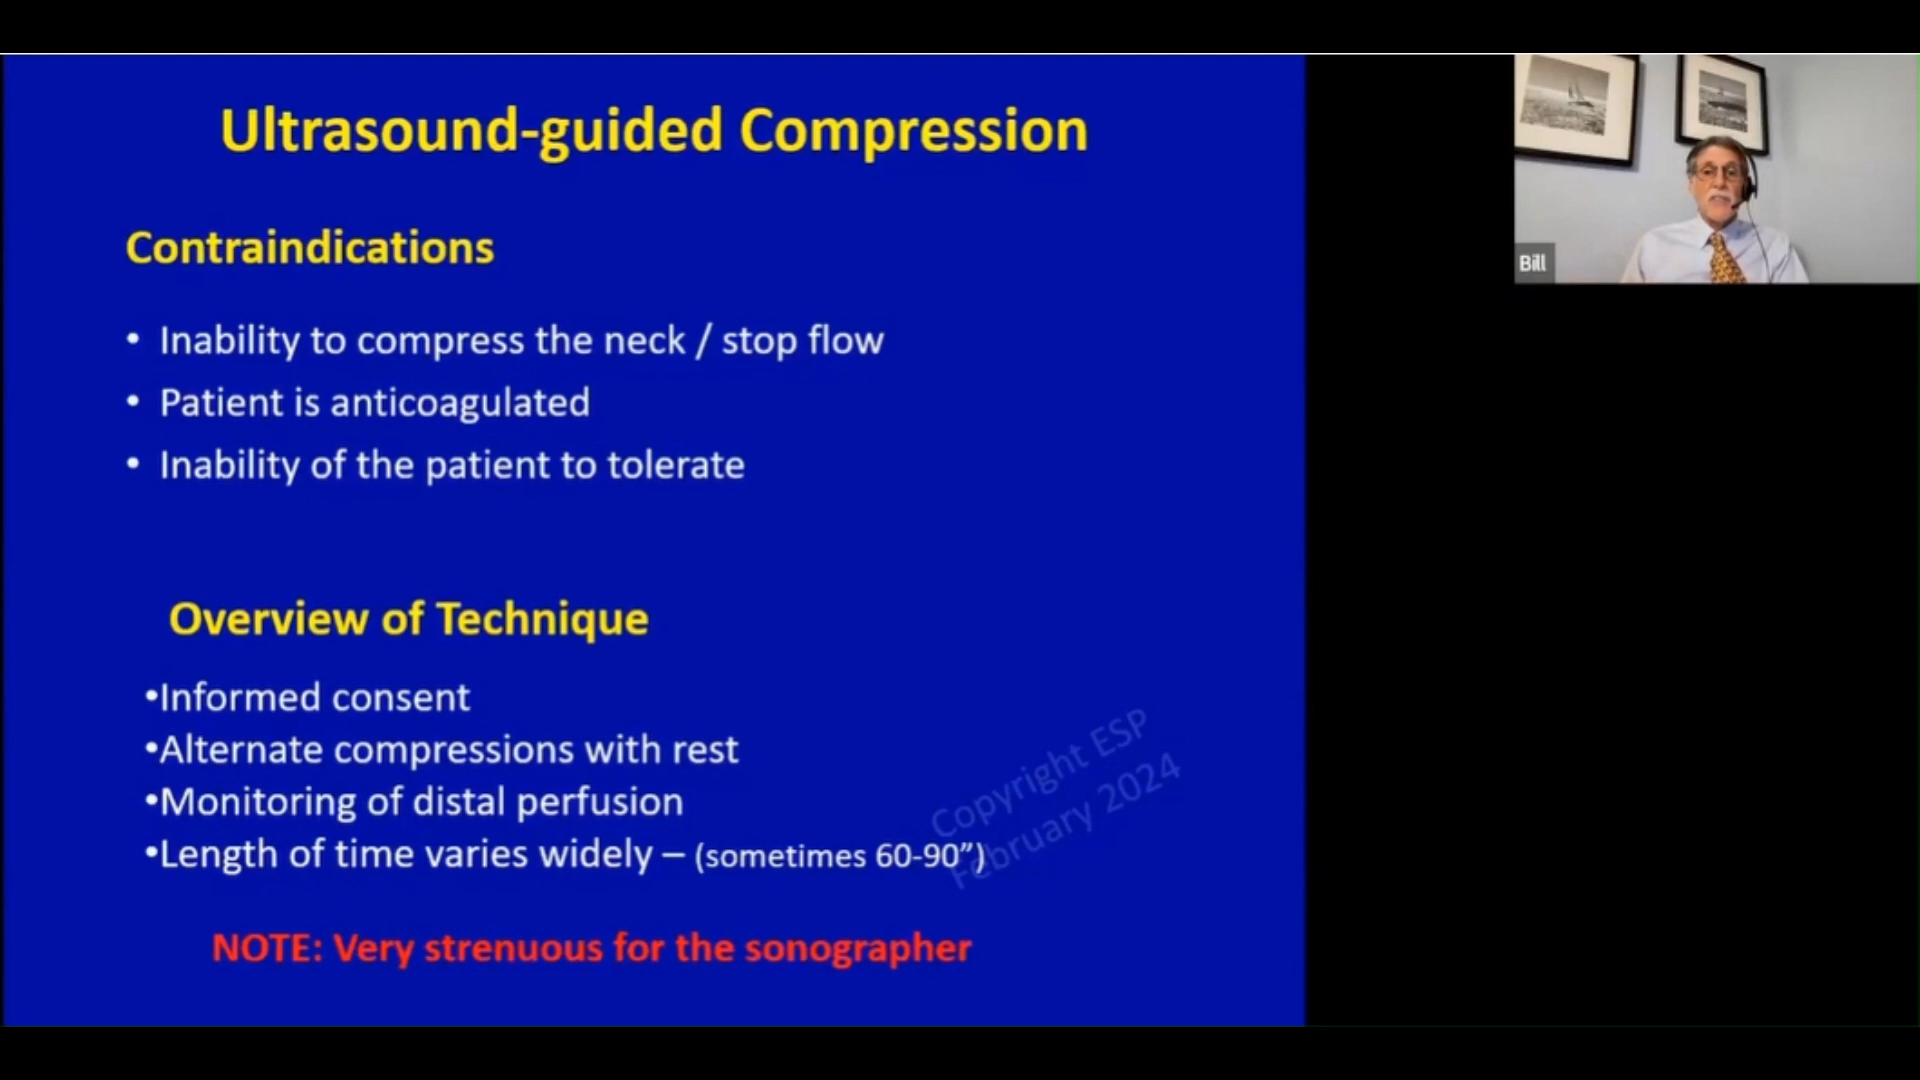 Ultrasound-guided Compression
Contraindications
• Inability to compress the neck / stop flow
• Patient is anticoagulated
• Inability of the patient to tolerate
Overview of Technique
•Informed consent
•Alternate compressions with rest
•Monitoring of distal perfusion
•Length of time varies widely – (sometimes 60-90”)
NOTE: Very strenuous for the sonographer
Copyright ESP
February 2024
Bill